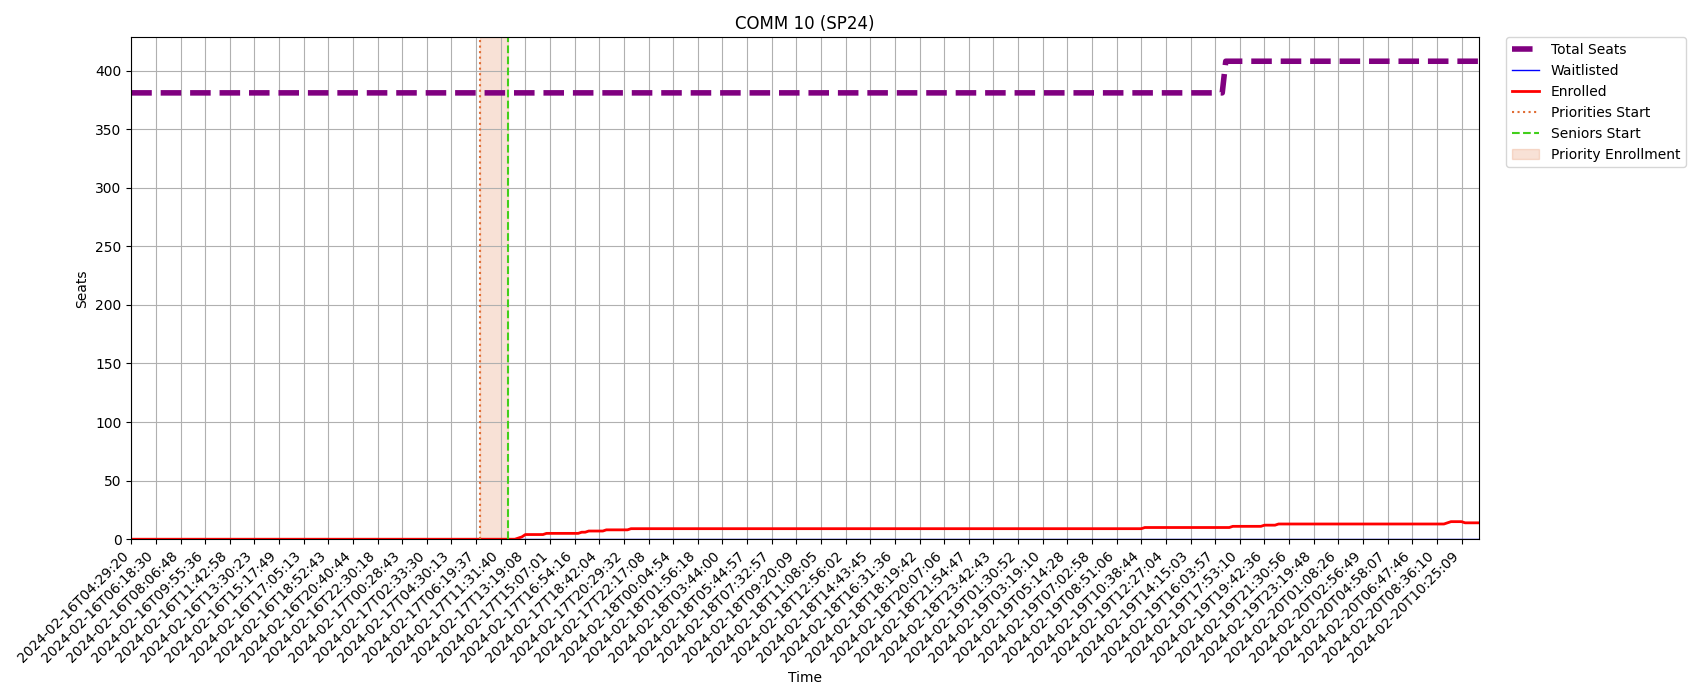 COMM 10 (SP24)
Total Seats
Waitlisted
Enrolled
Priorities Start
Seniors Start
Priority Enrollment
400
350
300
250
200
150
100
50
0
Seats
2024-02-16T04:29:20
2024-02-16T06:18:30
2024-02-16T08:06:48
2024-02-16T09:55:36
2024-02-16T11:42:58
2024-02-16T13:30:23
2024-02-16T15:17:49
2024-02-16T17:05:13
2024-02-16T18:52:43
2024-02-16T20:40:44
2024-02-16T22:30:18
2024-02-17T00:28:43
2024-02-17T02:33:30
2024-02-17T04:30:13
2024-02-17T06:19:37
2024-02-17T11:31:40
2024-02-17T13:19:08
2024-02-17T15:07:01
2024-02-17T16:54:16
2024-02-17T18:42:04
2024-02-17T20:29:32
2024-02-17T22:17:08
2024-02-18T00:04:54
2024-02-18T01:56:18
2024-02-18T03:44:00
2024-02-18T05:44:57
2024-02-18T07:32:57
2024-02-18T09:20:09
2024-02-18T11:08:05
2024-02-18T12:56:02
2024-02-18T14:43:45
2024-02-18T16:31:36
2024-02-18T18:19:42
2024-02-18T20:07:06
2024-02-18T21:54:47
2024-02-18T23:42:43
2024-02-19T01:30:52
2024-02-19T03:19:10
2024-02-19T05:14:28
2024-02-19T07:02:58
2024-02-19T08:51:06
2024-02-19T10:38:44
2024-02-19T12:27:04
2024-02-19T14:15:03
2024-02-19T16:03:57
2024-02-19T17:53:10
2024-02-19T19:42:36
2024-02-19T21:30:56
2024-02-19T23:19:48
2024-02-20T01:08:26
2024-02-20T02:56:49
2024-02-20T04:58:07
2024-02-20T06:47:46
2024-02-20T08:36:10
2024-02-20T10:25:09
Time